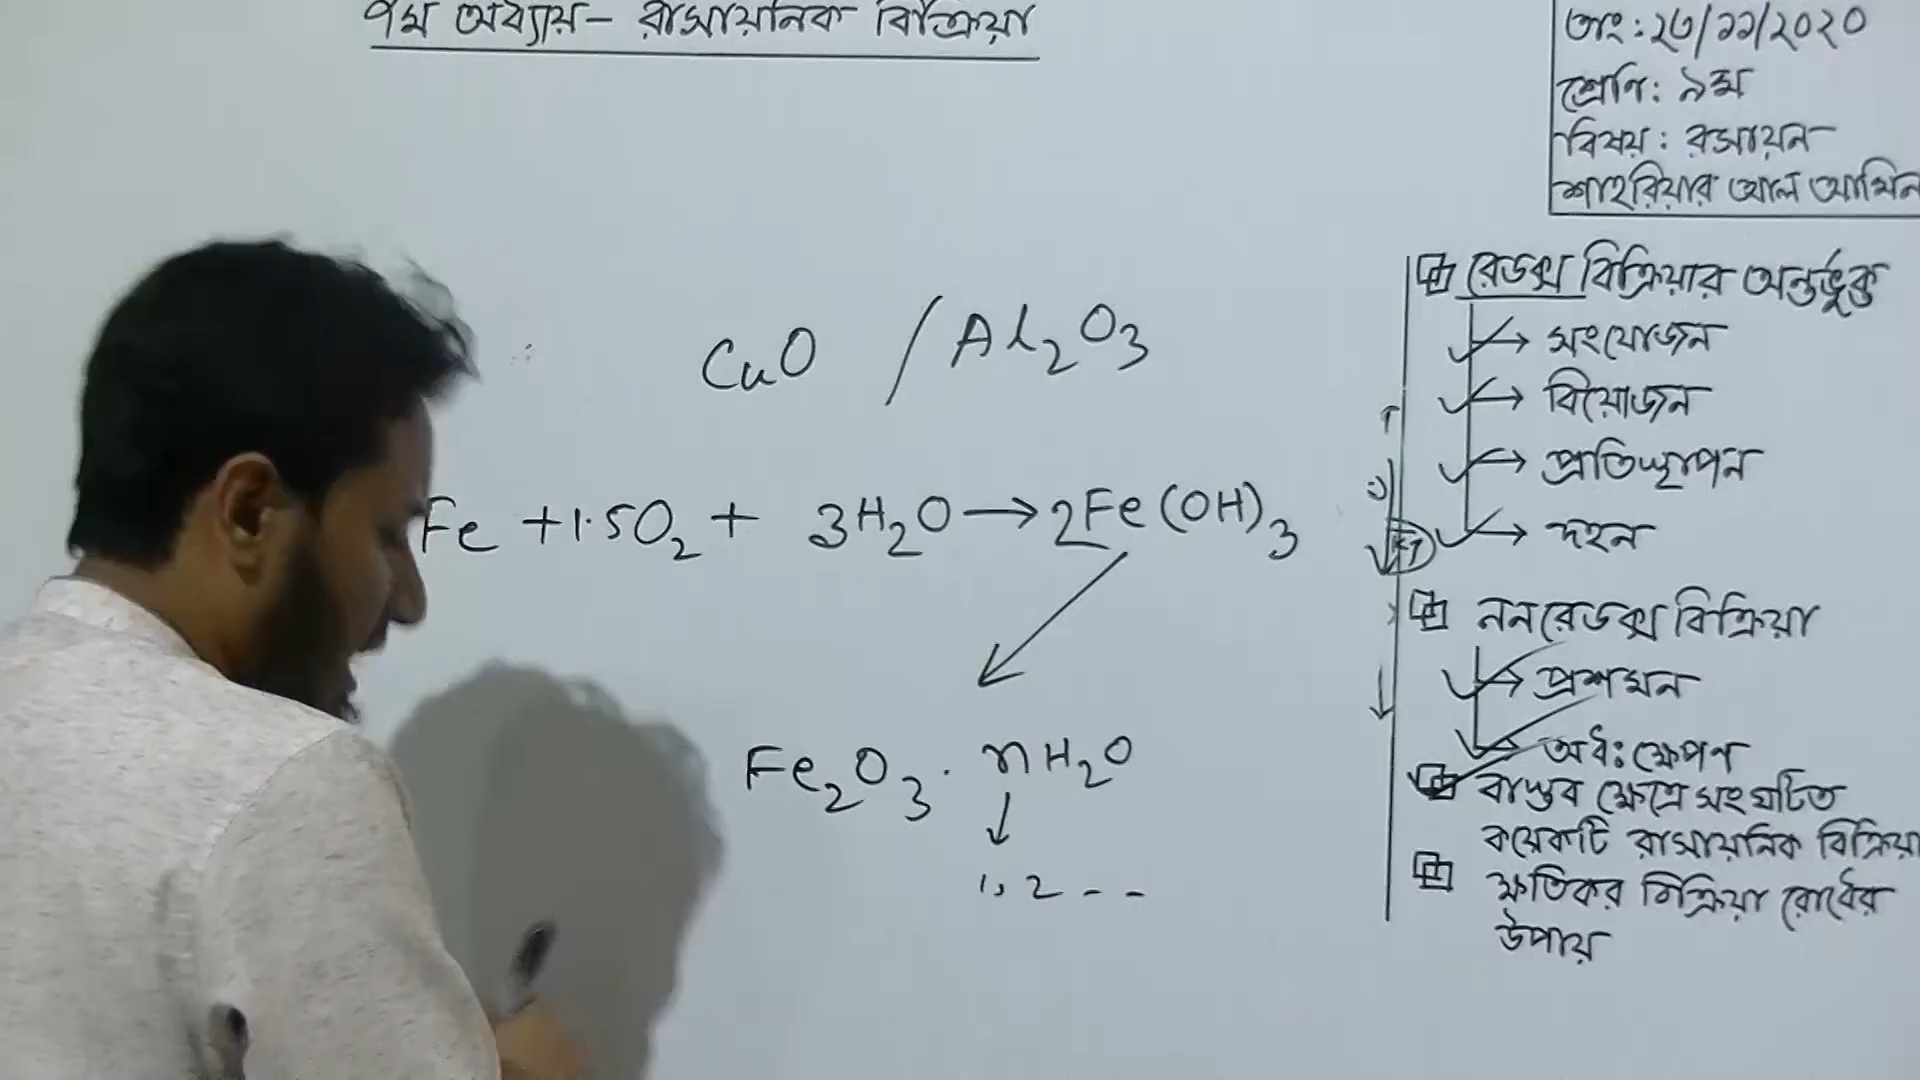 ৭ম অধ্যায় - রাসায়নিক বিক্রিয়া
তাং: ২৩/১১/২০২০
শ্রেণি: ৯ম
বিষয়: রসায়ন
শাহরিয়ার আল আমিন
CuO / Al₂O₃
Fe + 1.5O₂ + 3H₂O → 2Fe(OH)₃
Fe₂O₃. nH₂O
1, 2 - -
রেডক্স বিক্রিয়ার অন্তর্ভুক্ত
→ সংযোজন
→ বিয়োজন
→ প্রতিস্থাপন
→ দহন
ননরেডক্স বিক্রিয়া
→ প্রশমন
→ অধঃক্ষেপণ
বাস্তব ক্ষেত্রে সংঘটিত
কয়েকটি রাসায়নিক বিক্রিয়া
ক্ষতিকর বিক্রিয়া রোধের
উপায়